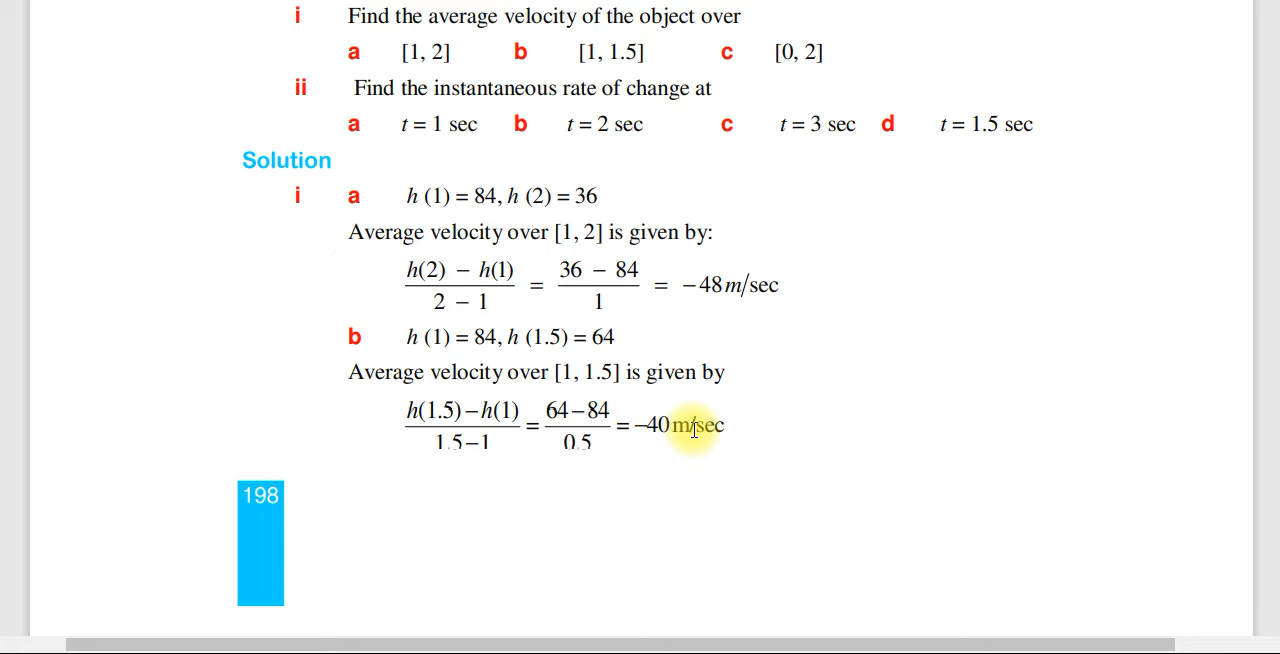 i Find the average velocity of the object over
a [1, 2] b [1, 1.5] c [0, 2]
ii Find the instantaneous rate of change at
a t = 1 sec b t = 2 sec c t = 3 sec d t = 1.5 sec
Solution
i a h (1) = 84, h (2) = 36
Average velocity over [1, 2] is given by:
h(2) − h(1) / 2 − 1 = 36 − 84 / 1 = −48 m/sec
b h (1) = 84, h (1.5) = 64
Average velocity over [1, 1.5] is given by
h(1.5)−h(1) / 1.5−1 = 64−84 / 0.5 = −40 m/sec
198